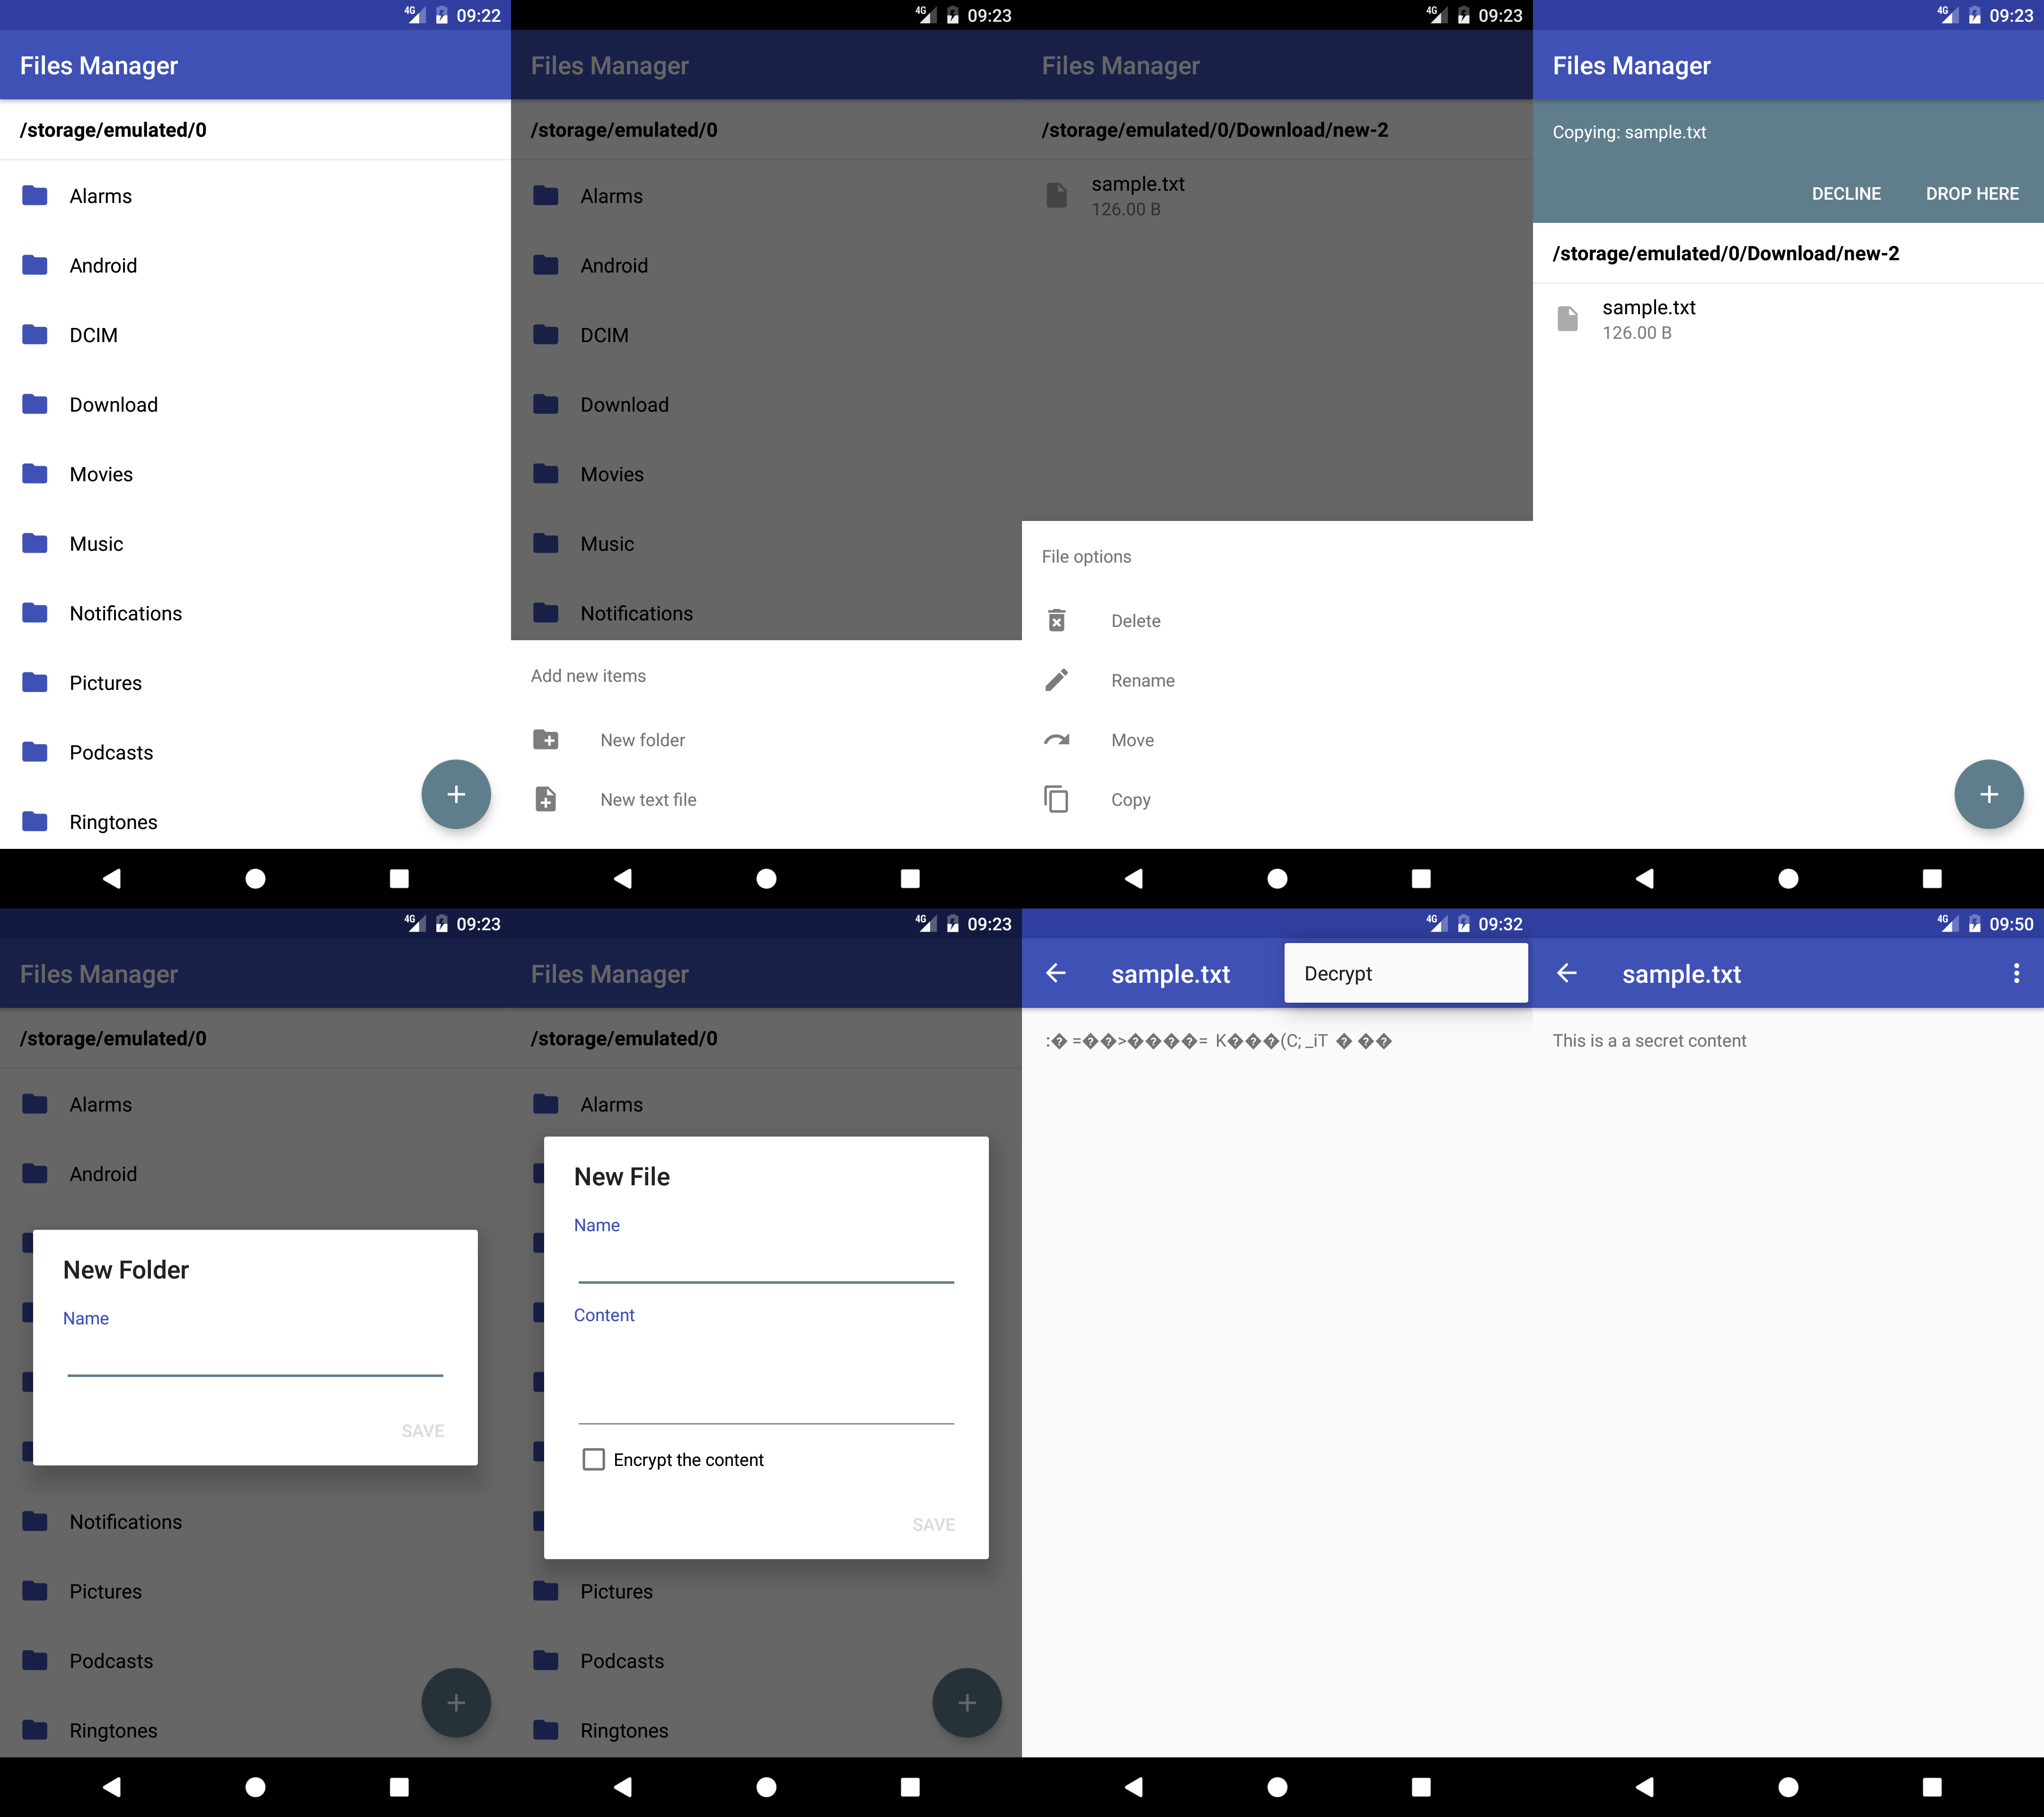 4G 09:22
Files Manager
/storage/emulated/0
Alarms
Android
DCIM
Download
Movies
Music
Notifications
Pictures
Podcasts
Ringtones
4G 09:23
Files Manager
/storage/emulated/0
Alarms
Android
DCIM
Download
Movies
Music
Notifications
Add new items
New folder
New text file
4G 09:23
Files Manager
/storage/emulated/0/Download/new-2
sample.txt
126.00 B
File options
Delete
Rename
Move
Copy
4G 09:23
Files Manager
Copying: sample.txt
DECLINE DROP HERE
/storage/emulated/0/Download/new-2
sample.txt
126.00 B
4G 09:23
Files Manager
/storage/emulated/0
Alarms
Android
New Folder
Name
SAVE
Notifications
Pictures
Podcasts
Ringtones
4G 09:23
Files Manager
/storage/emulated/0
Alarms
New File
Name
Content
Encrypt the content
SAVE
Pictures
Podcasts
Ringtones
4G 09:32
sample.txt Decrypt
:� =��>����= K���(C; _iT � ��
4G 09:50
sample.txt
This is a a secret content